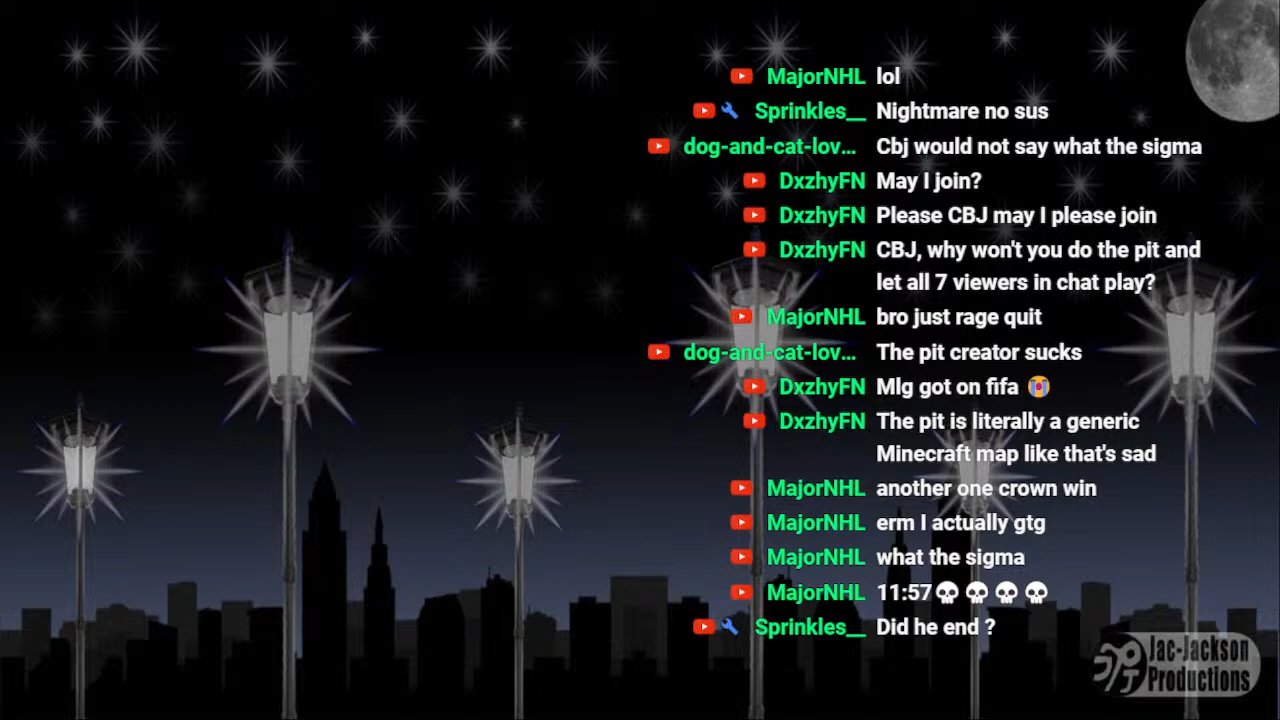 MajorNHL lol
Sprinkles__ Nightmare no sus
dog-and-cat-lov... Cbj would not say what the sigma
DxzhyFN May I join?
DxzhyFN Please CBJ may I please join
DxzhyFN CBJ, why won't you do the pit and
let all 7 viewers in chat play?
MajorNHL bro just rage quit
dog-and-cat-lov... The pit creator sucks
DxzhyFN Mlg got on fifa 😭
DxzhyFN The pit is literally a generic
Minecraft map like that's sad
MajorNHL another one crown win
MajorNHL erm I actually gtg
MajorNHL what the sigma
MajorNHL 11:57💀💀💀💀
Sprinkles__ Did he end ?
Jac-Jackson
Productions